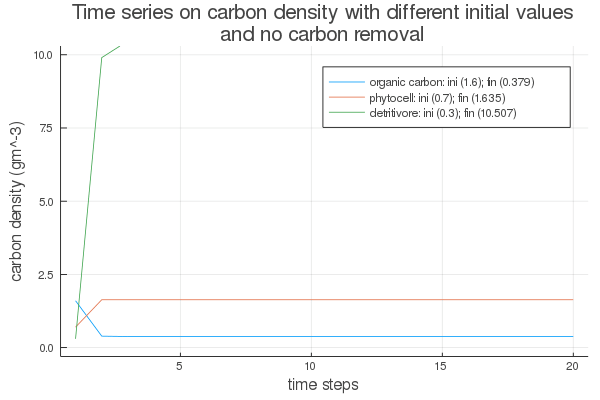 Time series on carbon density with different initial values
and no carbon removal
carbon density (gm^-3)
10.0
7.5
5.0
2.5
0.0
organic carbon: ini (1.6); fin (0.379)
phytocell: ini (0.7); fin (1.635)
detritivore: ini (0.3); fin (10.507)
5
10
15
20
time steps